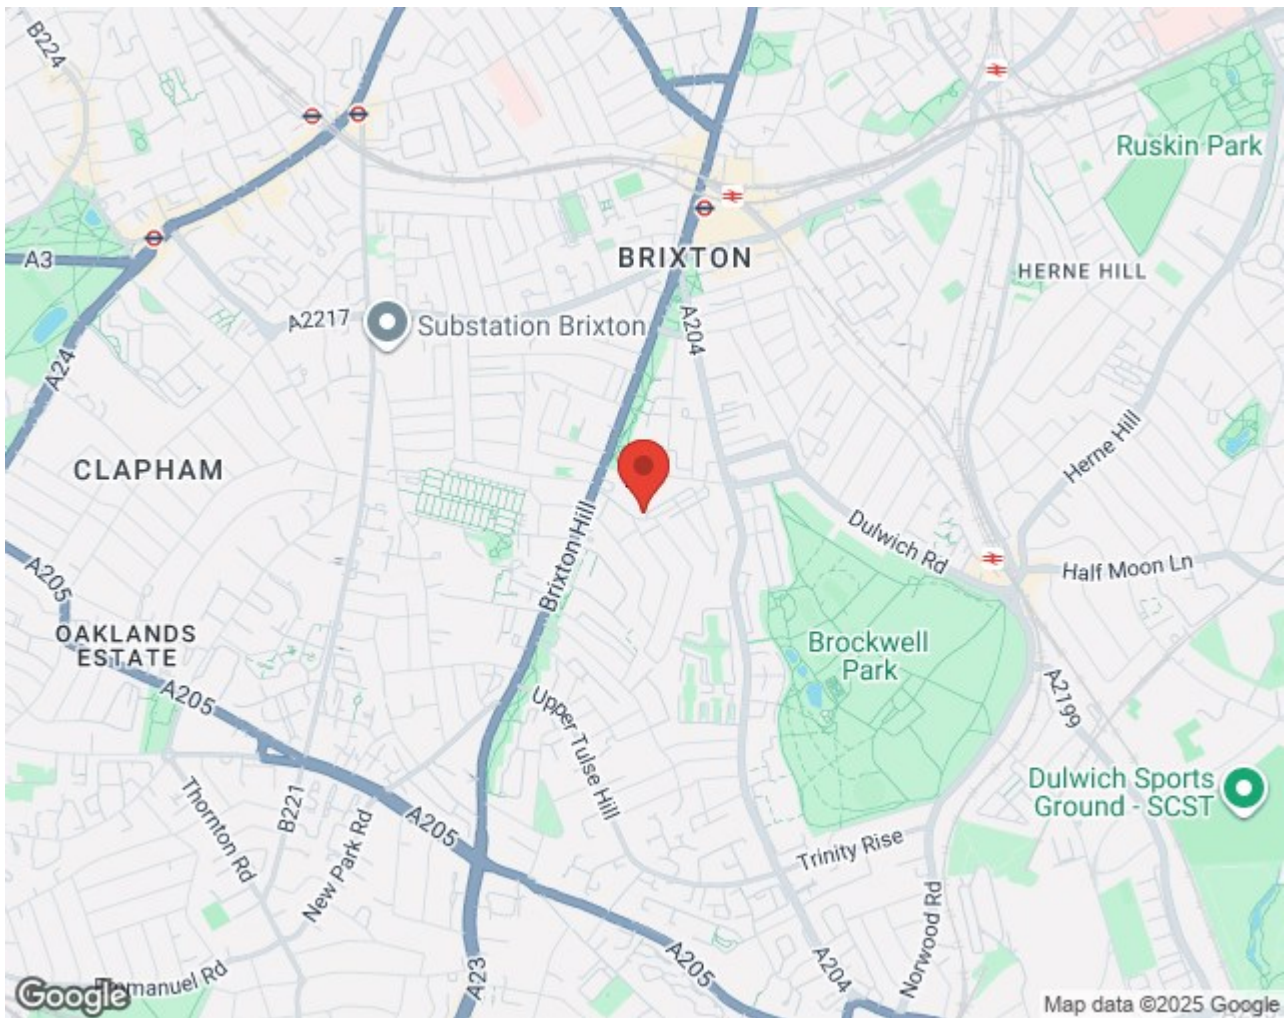 B224
Ruskin Park
A3
BRIXTON
HERNE HILL
A2217
Substation Brixton
A204
A24
CLAPHAM
Herne Hill
Dulwich Rd
Brixton Hill
Half Moon Ln
A205
OAKLANDS
ESTATE
Brockwell
Park
A205
A2199
Upper Tulse Hill
Dulwich Sports
Ground - SCST
Thornton Rd
B221
New Park Rd
A205
Trinity Rise
Norwood Rd
A23
A205
A204
Emmanuel Rd
Google
Map data ©2025 Google